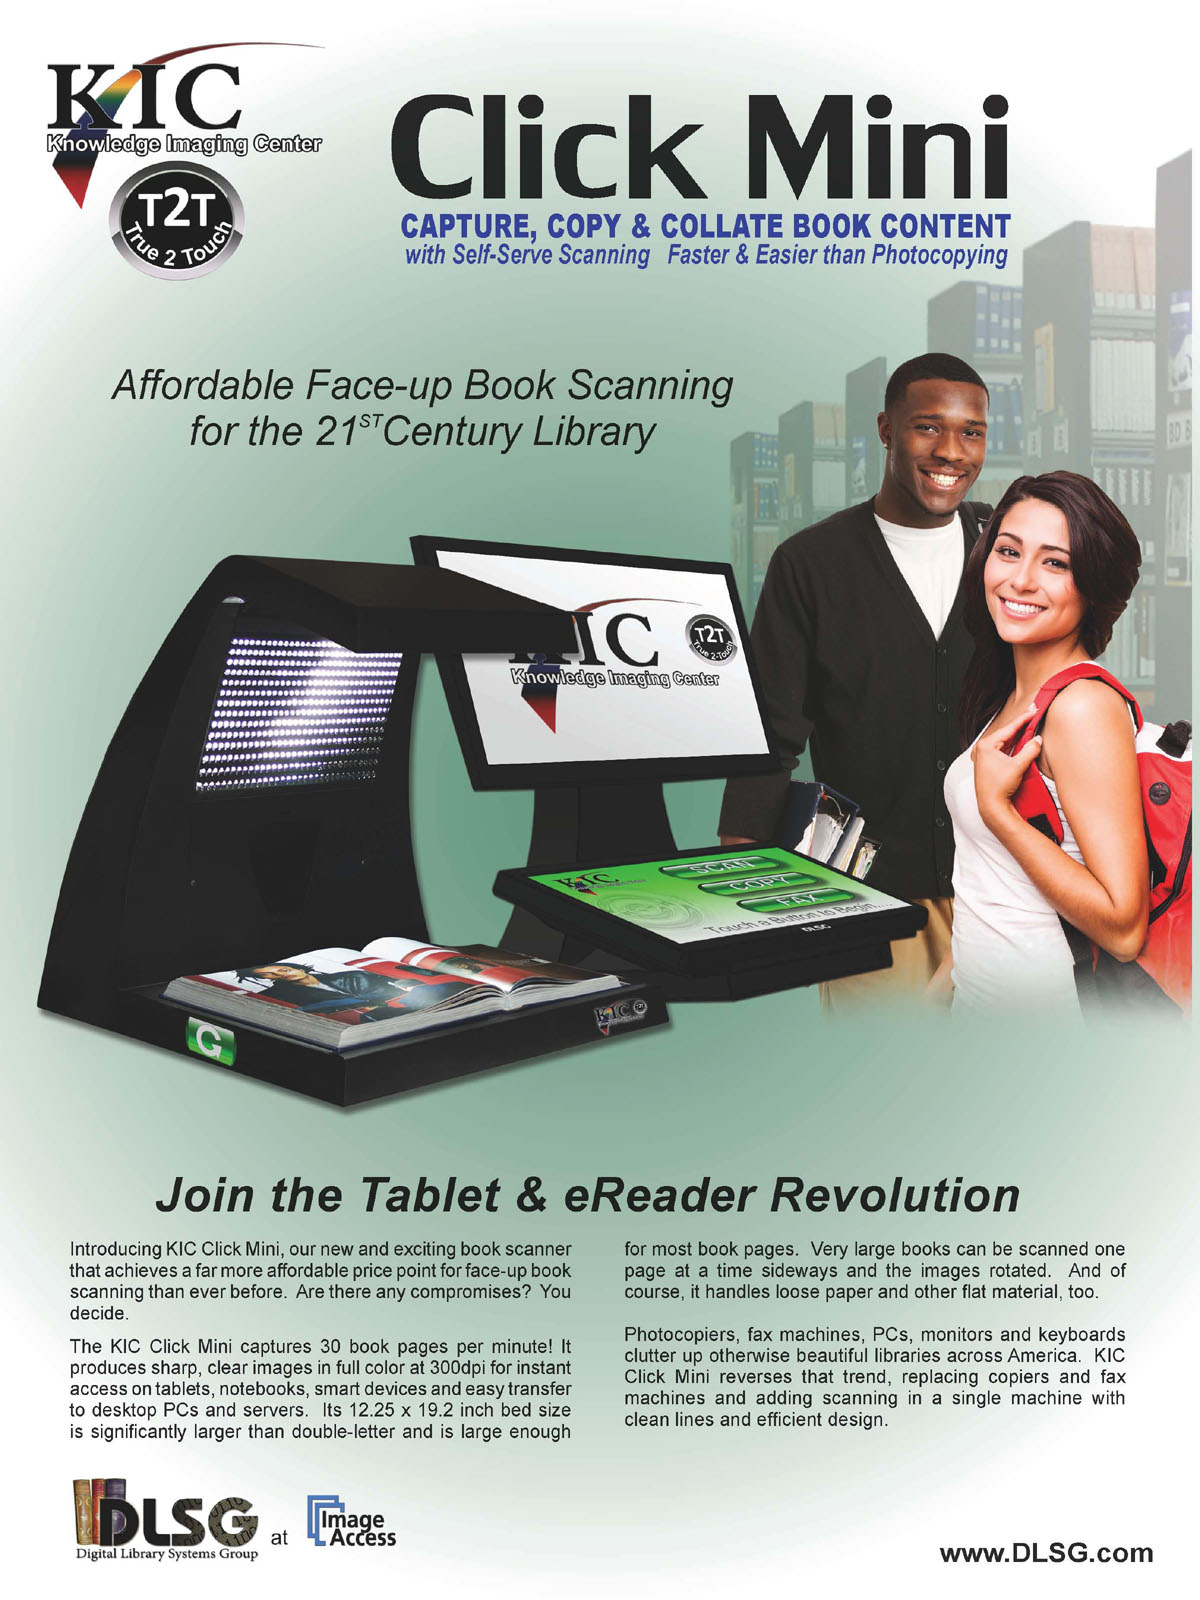 KIC
Knowledge Imaging Center
T2T
True 2 Touch
Click Mini
CAPTURE, COPY & COLLATE BOOK CONTENT
with Self-Serve Scanning Faster & Easier than Photocopying
Affordable Face-up Book Scanning
for the 21ST Century Library
KIC
T2T
True 2-Touch
Knowledge Imaging Center
KIC
SCAN
COPY
FAX
Touch a Button to Begin....
DLSG
KIC
Join the Tablet & eReader Revolution
Introducing KIC Click Mini, our new and exciting book scanner
that achieves a far more affordable price point for face-up book
scanning than ever before. Are there any compromises? You
decide.
The KIC Click Mini captures 30 book pages per minute! It
produces sharp, clear images in full color at 300dpi for instant
access on tablets, notebooks, smart devices and easy transfer
to desktop PCs and servers. Its 12.25 x 19.2 inch bed size
is significantly larger than double-letter and is large enough
for most book pages. Very large books can be scanned one
page at a time sideways and the images rotated. And of
course, it handles loose paper and other flat material, too.
Photocopiers, fax machines, PCs, monitors and keyboards
clutter up otherwise beautiful libraries across America. KIC
Click Mini reverses that trend, replacing copiers and fax
machines and adding scanning in a single machine with
clean lines and efficient design.
DLSG
Digital Library Systems Group
at
Image
Access
www.DLSG.com